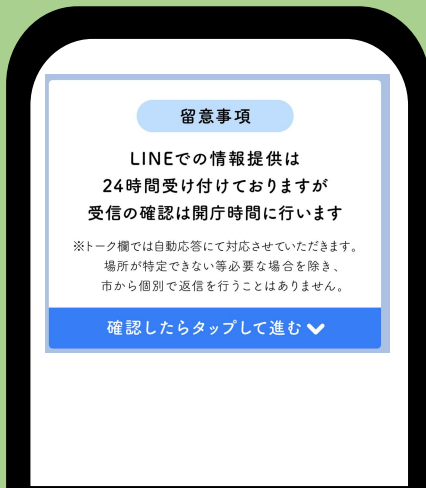 留意事項
LINEでの情報提供は
24時間受け付けておりますが
受信の確認は開庁時間に行います
※トーク欄では自動応答にて対応させていただきます。
場所が特定できない等必要な場合を除き、
市から個別で返信を行うことはありません。
確認したらタップして進む